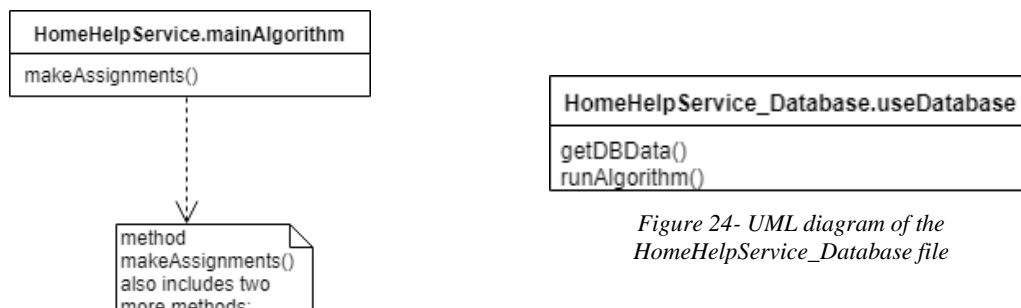 HomeHelpService.mainAlgorithm
makeAssignments()
method
makeAssignments()
also includes two
more methods:
HomeHelpService_Database.useDatabase
getDBData()
runAlgorithm()
Figure 24- UML diagram of the
HomeHelpService_Database file